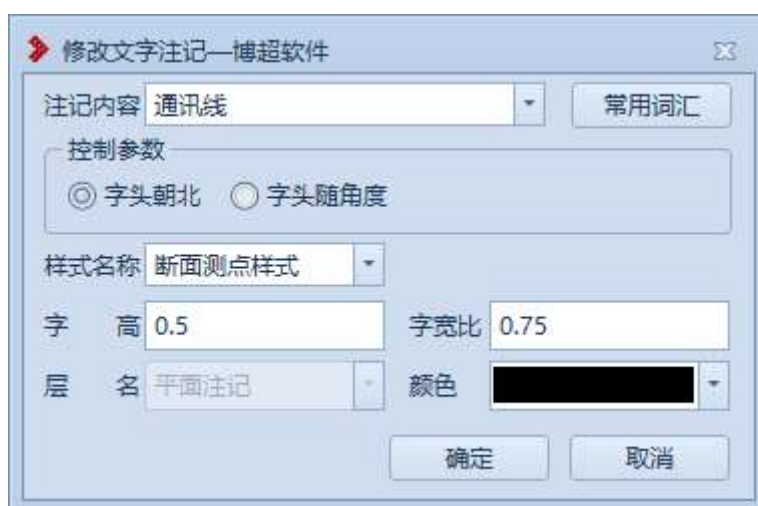 修改文字注记—博超软件
注记内容 通讯线 常用词汇
控制参数
字头朝北 字头随角度
样式名称 断面测点样式
字 高 0.5 字宽比 0.75
层 名 平面注记 颜色
确定 取消